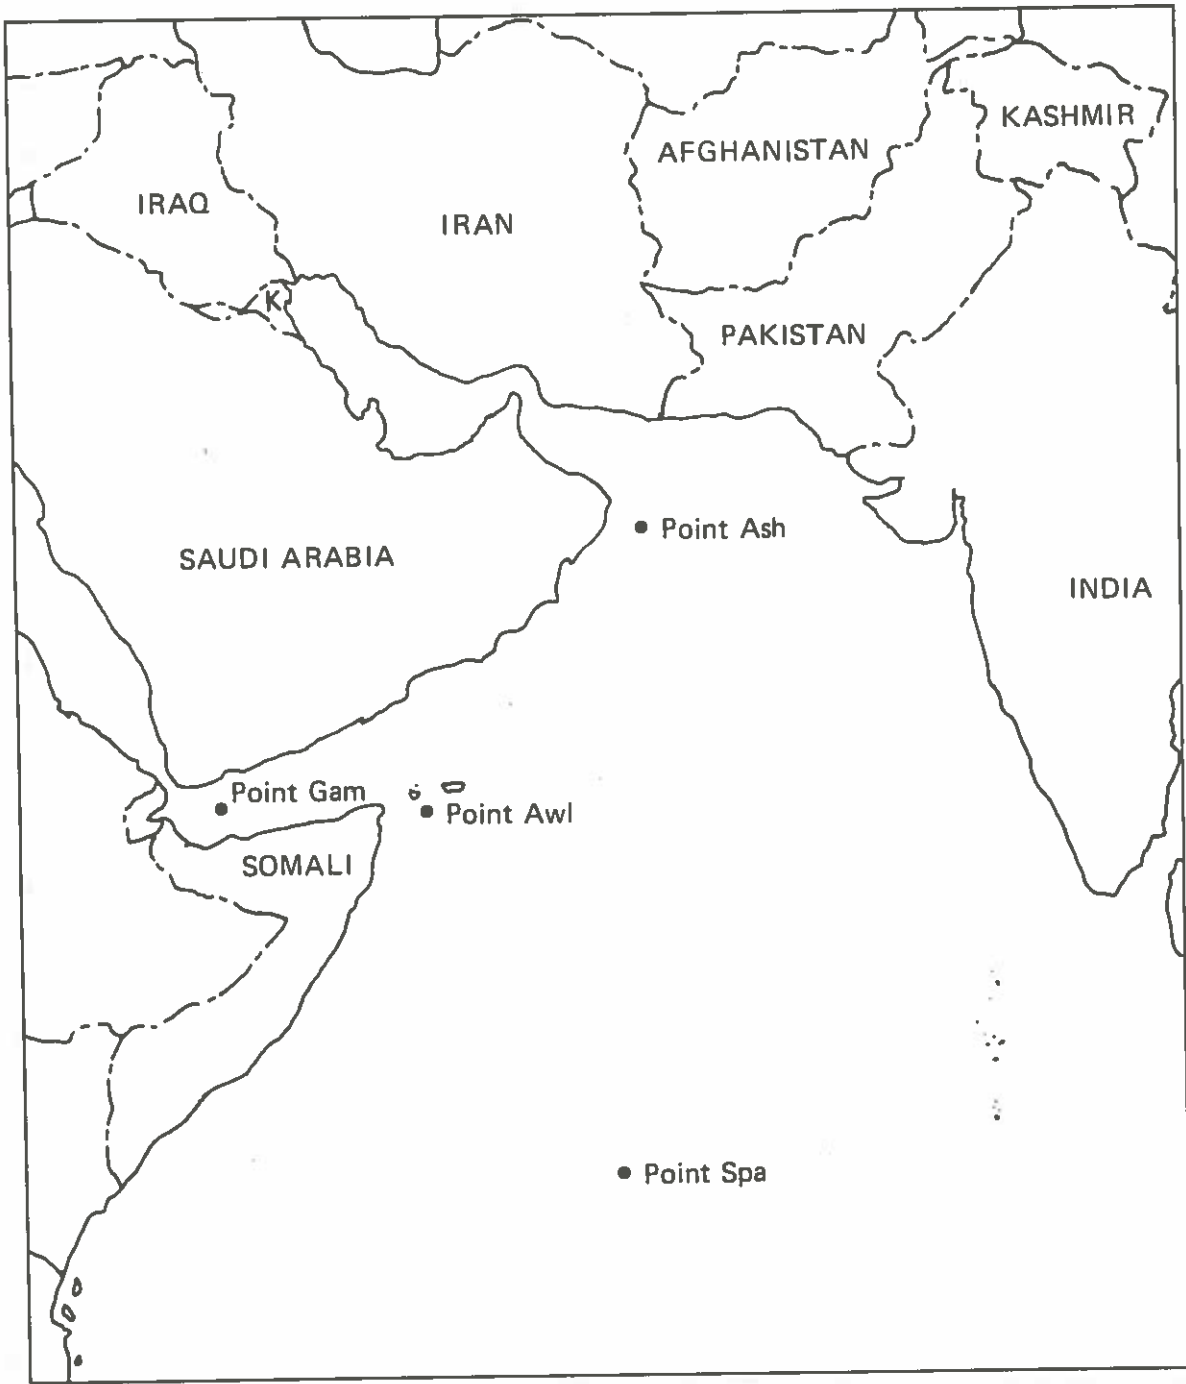 KASHMIR
AFGHANISTAN
IRAQ
IRAN
K
PAKISTAN
Point Ash
SAUDI ARABIA
INDIA
Point Gam
Point Awl
SOMALI
Point Spa